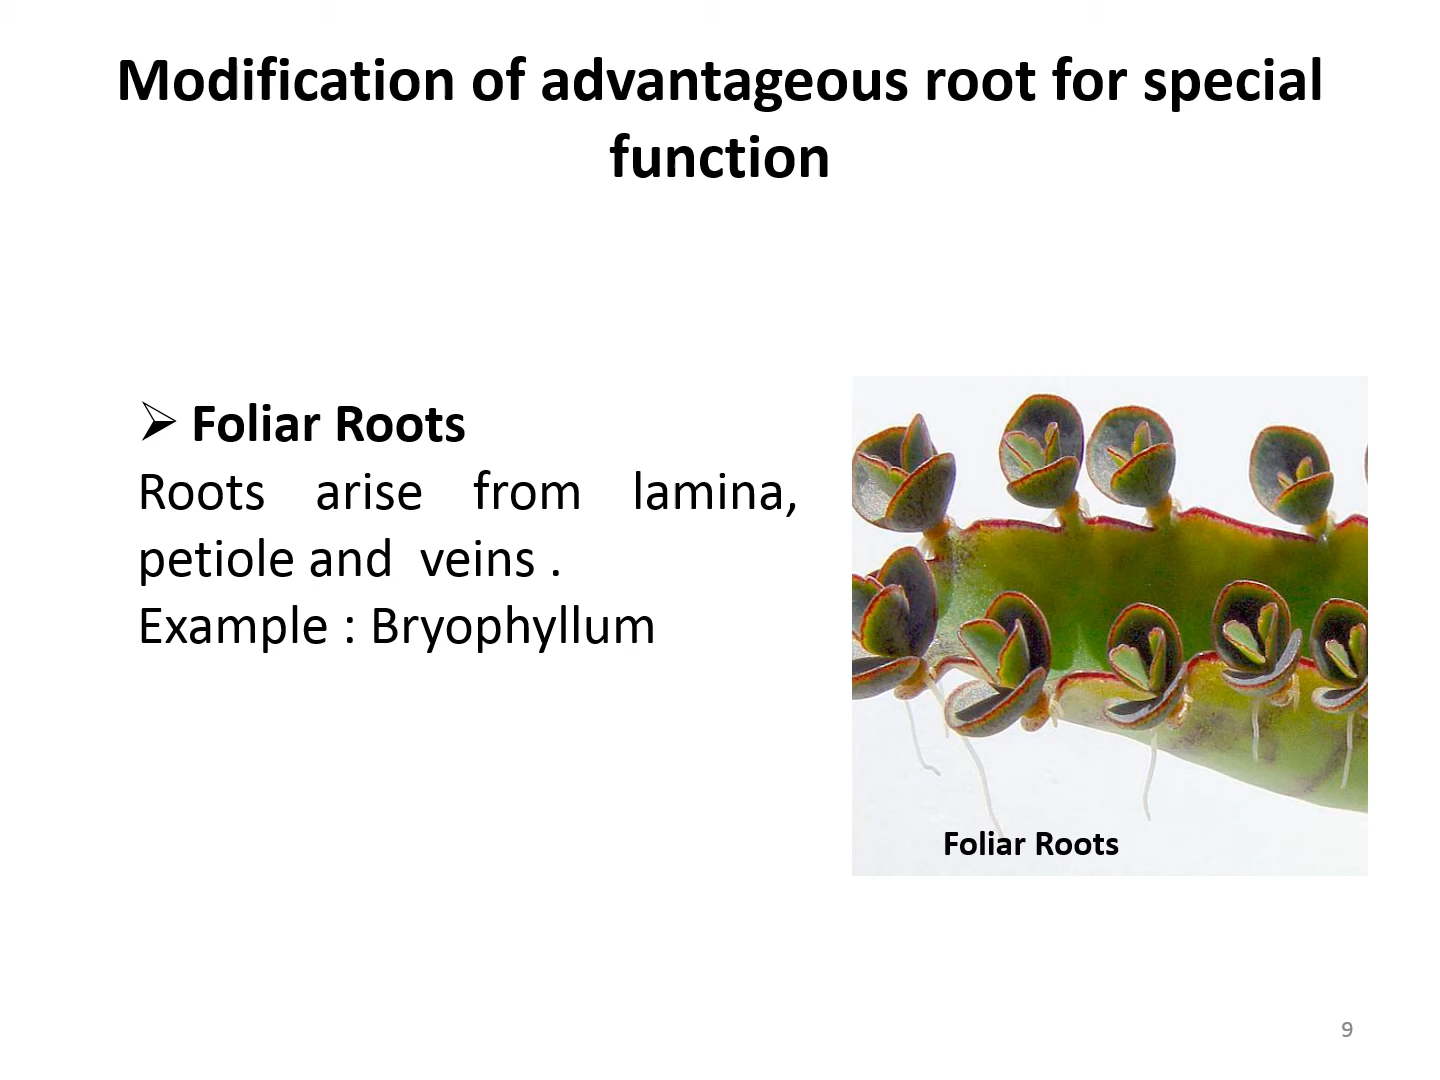 Modification of advantageous root for special
function
➢ Foliar Roots
Roots arise from lamina,
petiole and veins .
Example : Bryophyllum
Foliar Roots
9